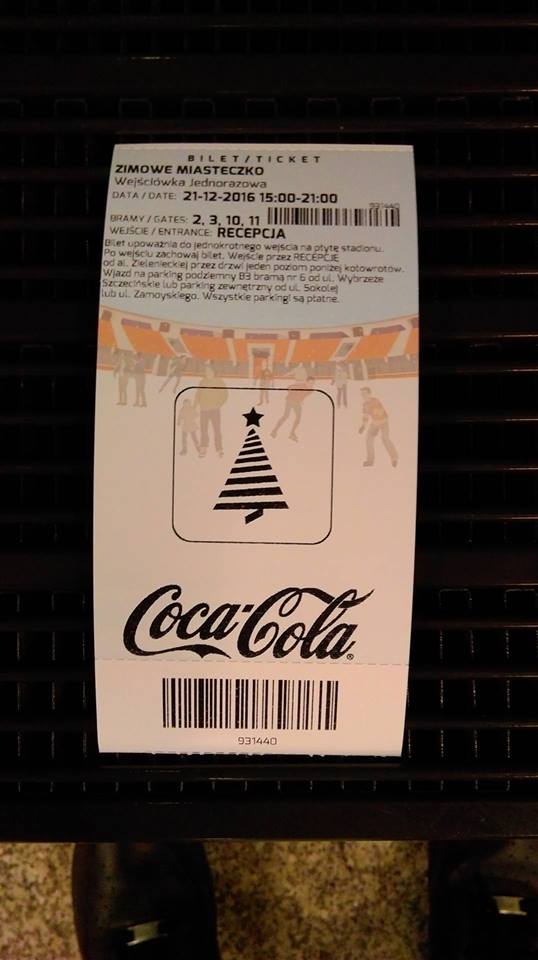 BILET/TICKET
ZIMOWE MIASTECZKO
Wejściówka Jednorazowa
DATA / DATE: 21-12-2016 15:00-21:00
931440
BRAMY / GATES: 2, 3, 10, 11
WEJŚCIE / ENTRANCE: RECEPCJA
Bilet upoważnia do jednokrotnego wejścia na płytę stadionu.
Po wejściu zachowaj bilet. Wejście przez RECEPCJĘ
od al. Zielenieckiej przez drzwi jeden poziom poniżej kołowrotów.
Wjazd na parking podziemny B3 bramą nr 6 od ul. Wybrzeże
Szczecińskie lub parking zewnętrzny od ul. Sokolej
lub ul. Zamoyskiego. Wszystkie parkingi są płatne.
Coca-Cola®
931440